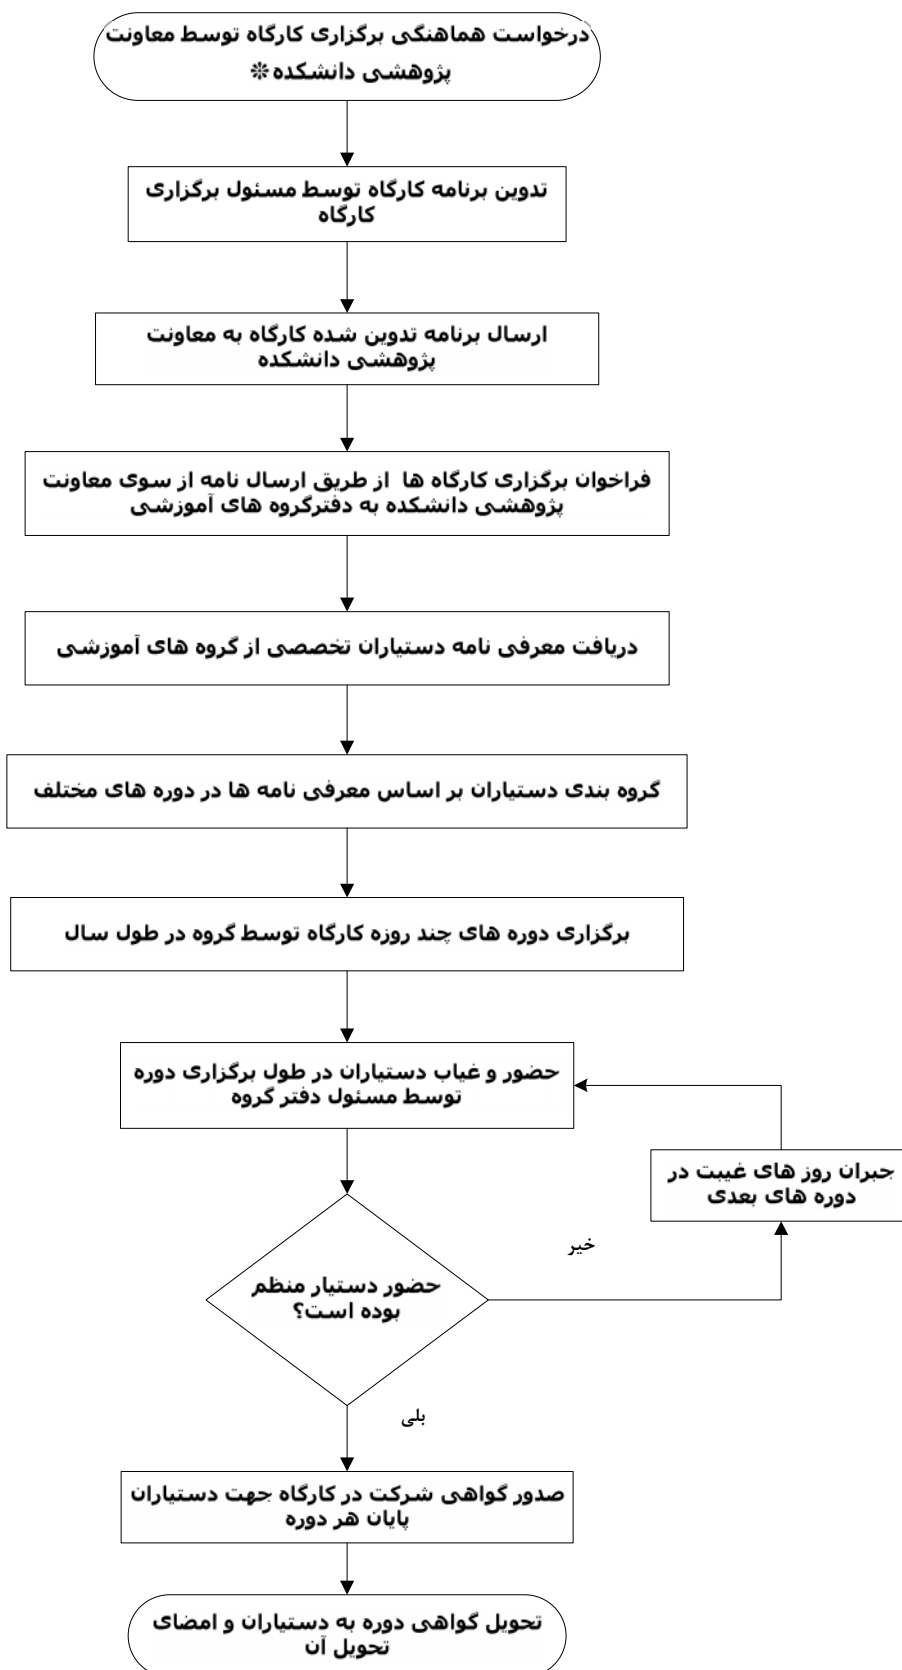 درخواست هماهنگی برگزاری کارگاه توسط معاونت
پژوهشی دانشکده❊
تدوین برنامه کارگاه توسط مسئول برگزاری
کارگاه
ارسال برنامه تدوین شده کارگاه به معاونت
پژوهشی دانشکده
فراخوان برگزاری کارگاه ها از طریق ارسال نامه از سوی معاونت
پژوهشی دانشکده به دفترگروه های آموزشی
دریافت معرفی نامه دستیاران تخصصی از گروه های آموزشی
گروه بندی دستیاران بر اساس معرفی نامه ها در دوره های مختلف
برگزاری دوره های چند روزه کارگاه توسط گروه در طول سال
حضور و غیاب دستیاران در طول برگزاری دوره
توسط مسئول دفتر گروه
جبران روز های غیبت در
دوره های بعدی
خیر
حضور دستیار منظم
بوده است؟
بلی
صدور گواهی شرکت در کارگاه جهت دستیاران
پایان هر دوره
تحویل گواهی دوره به دستیاران و امضای
تحویل آن